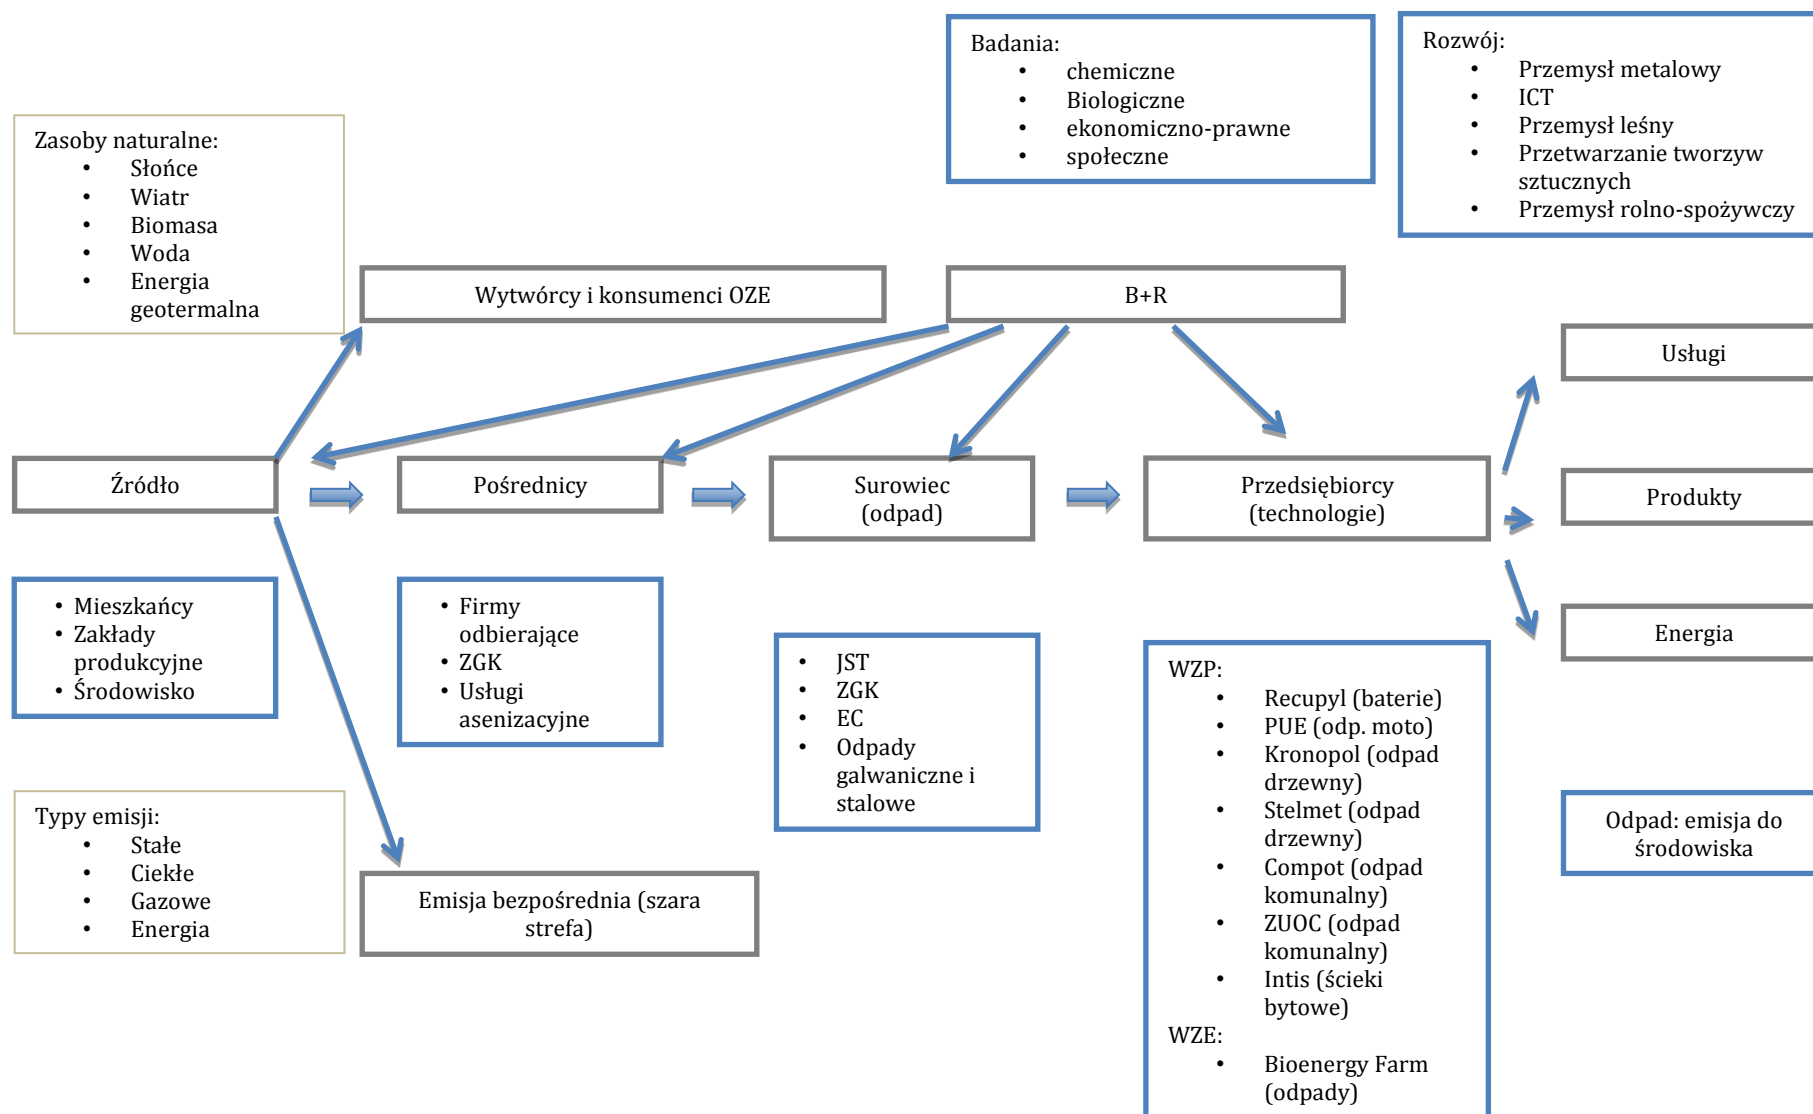 Badania:
• chemiczne
• Biologiczne
• ekonomiczno-prawne
• społeczne
Rozwój:
• Przemysł metalowy
• ICT
• Przemysł leśny
• Przetwarzanie tworzyw
sztucznych
• Przemysł rolno-spożywczy
Zasoby naturalne:
• Słońce
• Wiatr
• Biomasa
• Woda
• Energia
geotermalna
Wytwórcy i konsumenci OZE
B+R
Usługi
Źródło
Pośrednicy
Surowiec
(odpad)
Przedsiębiorcy
(technologie)
Produkty
Energia
• Mieszkańcy
• Zakłady
produkcyjne
• Środowisko
• Firmy
odbierające
• ZGK
• Usługi
asenizacyjne
• JST
• ZGK
• EC
• Odpady
galwaniczne i
stalowe
WZP:
• Recupyl (baterie)
• PUE (odp. moto)
• Kronopol (odpad
drzewny)
• Stelmet (odpad
drzewny)
• Compot (odpad
komunalny)
• ZUOC (odpad
komunalny)
• Intis (ścieki
bytowe)
WZE:
• Bioenergy Farm
(odpady)
Odpad: emisja do
środowiska
Typy emisji:
• Stałe
• Ciekłe
• Gazowe
• Energia
Emisja bezpośrednia (szara
strefa)